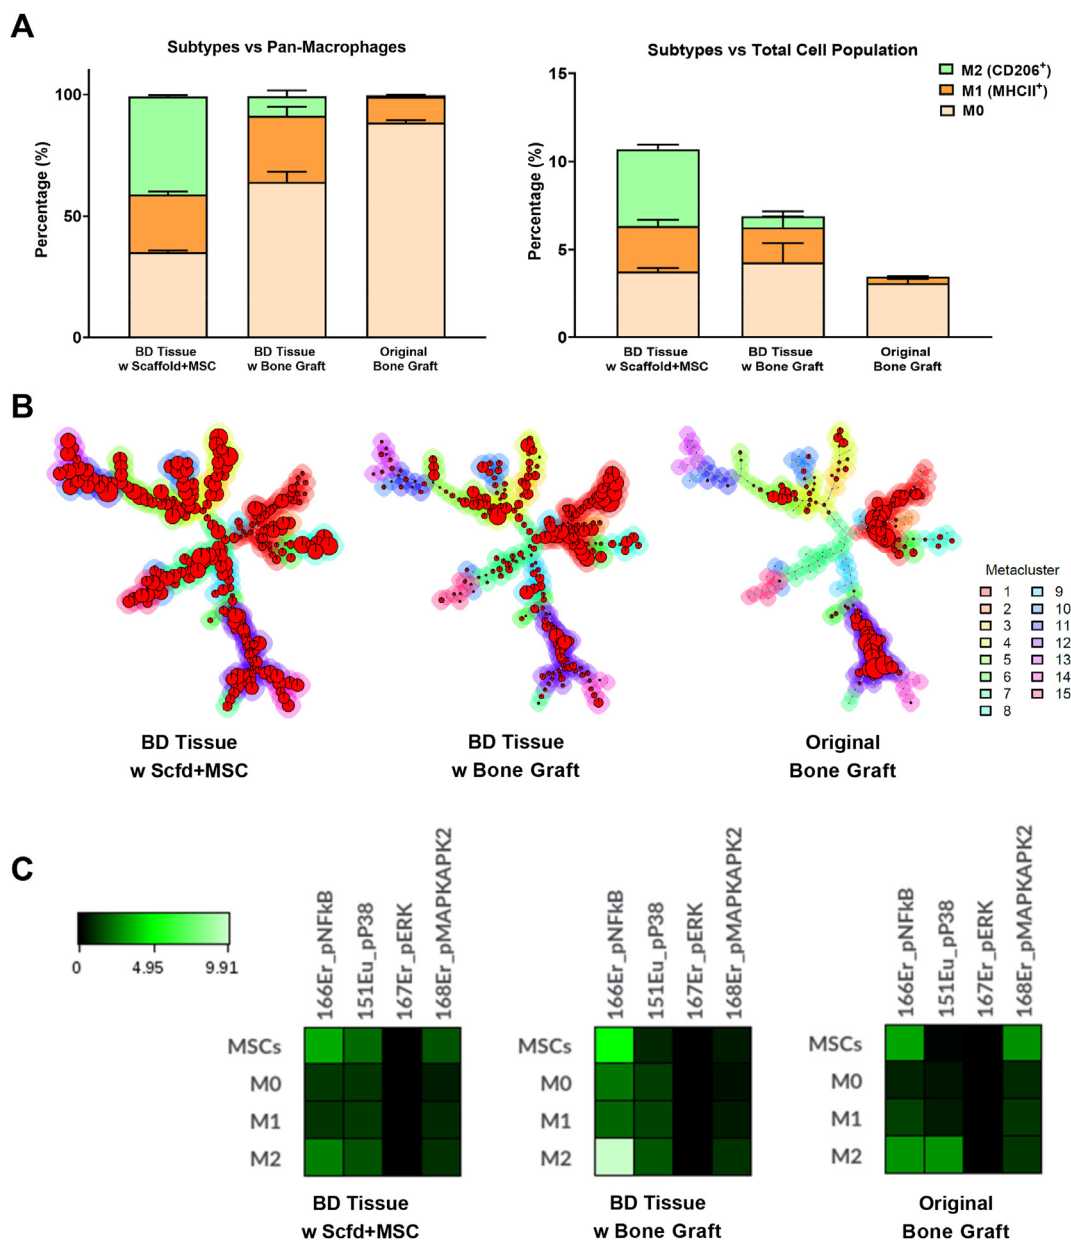 A
Subtypes vs Pan-Macrophages
Percentage (%)
100
50
0
BD Tissue
w Scaffold+MSC
BD Tissue
w Bone Graft
Original
Bone Graft
Subtypes vs Total Cell Population
Percentage (%)
15
10
5
0
BD Tissue
w Scaffold+MSC
BD Tissue
w Bone Graft
Original
Bone Graft
M2 (CD206+)
M1 (MHCII+)
M0
B
BD Tissue
w Scfd+MSC
BD Tissue
w Bone Graft
Original
Bone Graft
Metacluster
1
2
3
4
5
6
7
8
9
10
11
12
13
14
15
C
0
4.95
9.91
166Er_pNFkB
151Eu_pP38
167Er_pERK
168Er_pMAPKAPK2
MSCs
M0
M1
M2
BD Tissue
w Scfd+MSC
166Er_pNFkB
151Eu_pP38
167Er_pERK
168Er_pMAPKAPK2
MSCs
M0
M1
M2
BD Tissue
w Bone Graft
166Er_pNFkB
151Eu_pP38
167Er_pERK
168Er_pMAPKAPK2
MSCs
M0
M1
M2
Original
Bone Graft